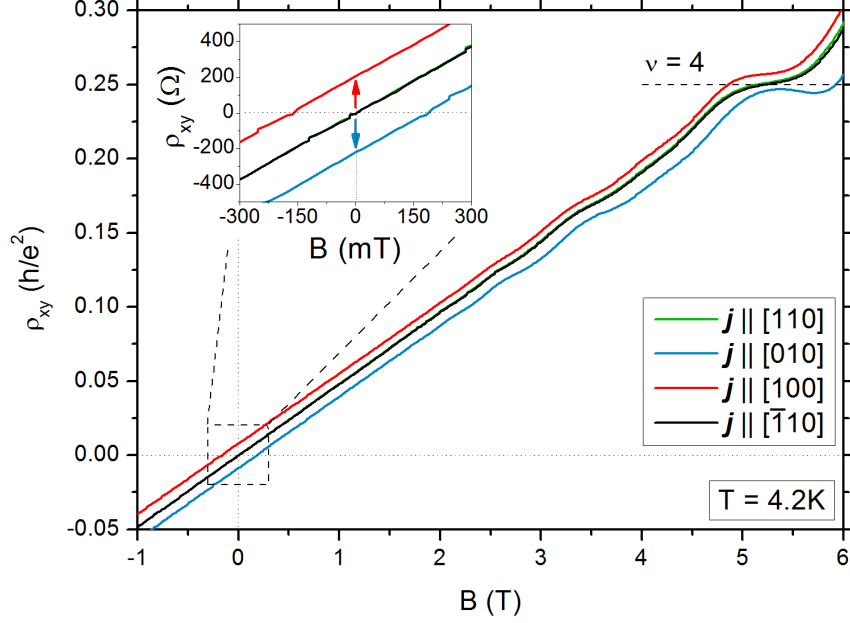 0.30
0.25
0.20
0.15
0.10
0.05
0.00
-0.05
ρxy (h/e²)
400
200
0
-200
-400
ρxy (Ω)
-300 -150 0 150 300
B (mT)
ν = 4
j || [110]
j || [010]
j || [100]
j || [1̅10]
T = 4.2K
-1 0 1 2 3 4 5 6
B (T)